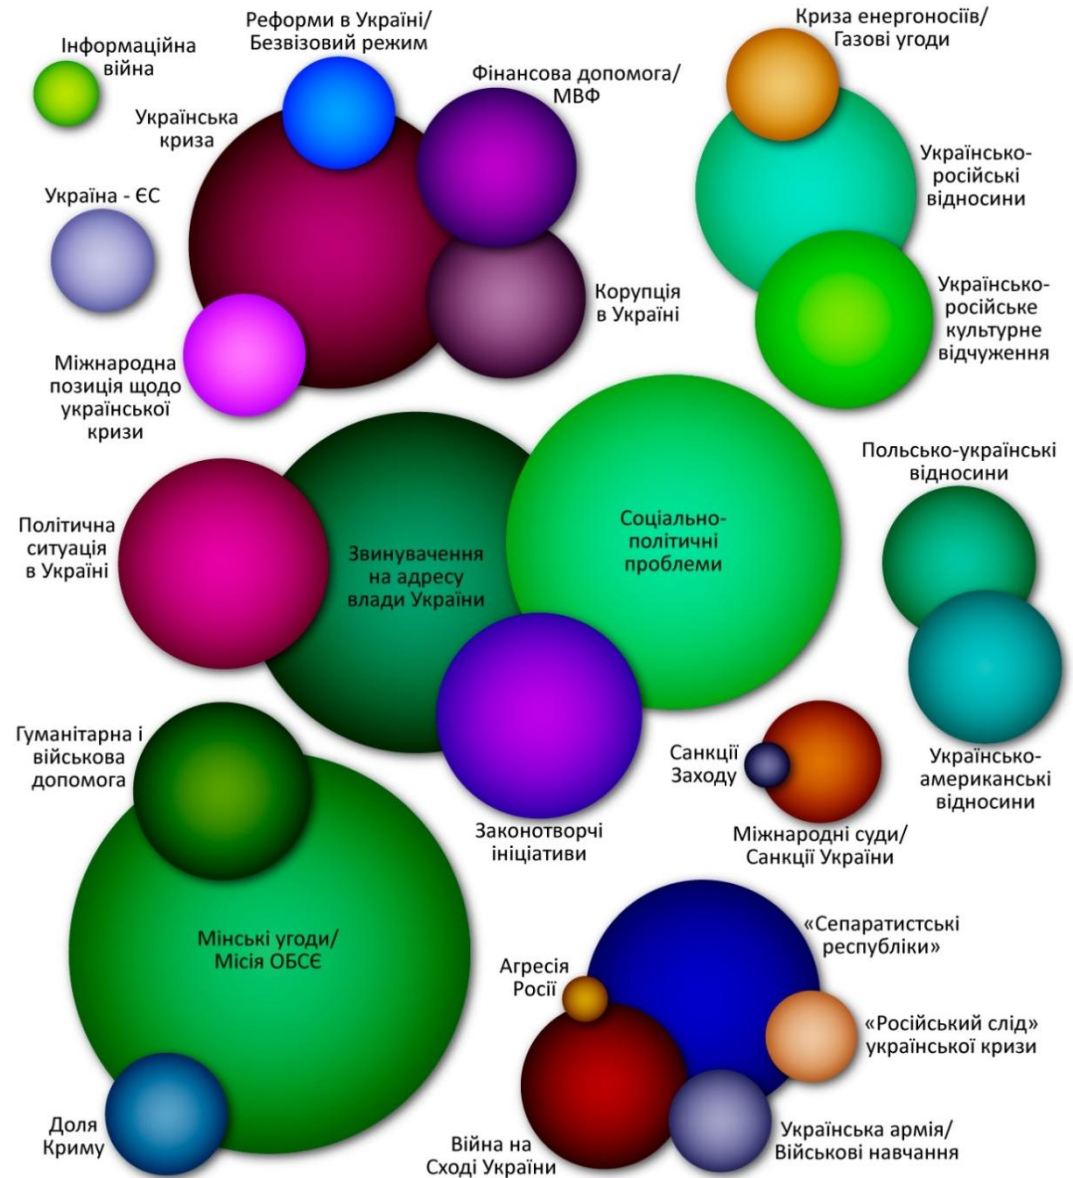 Реформи в Україні/
Безвізовий режим
Криза енергоносіїв/
Газові угоди
Інформаційна
війна
Фінансова допомога/
МВФ
Українська
криза
Українсько-
російські
відносини
Україна - ЄС
Корупція
в Україні
Українсько-
російське
культурне
відчуження
Міжнародна
позиція щодо
української
кризи
Польсько-українські
відносини
Політична
ситуація
в Україні
Звинувачення
на адресу
влади України
Соціально-
політичні
проблеми
Гуманітарна і
військова
допомога
Санкції
Заходу
Українсько-
американські
відносини
Законотворчі
ініціативи
Міжнародні суди/
Санкції України
Мінські угоди/
Місія ОБСЄ
«Сепаратистські
республіки»
Агресія
Росії
«Російський слід»
української кризи
Доля
Криму
Війна на
Сході України
Українська армія/
Військові навчання